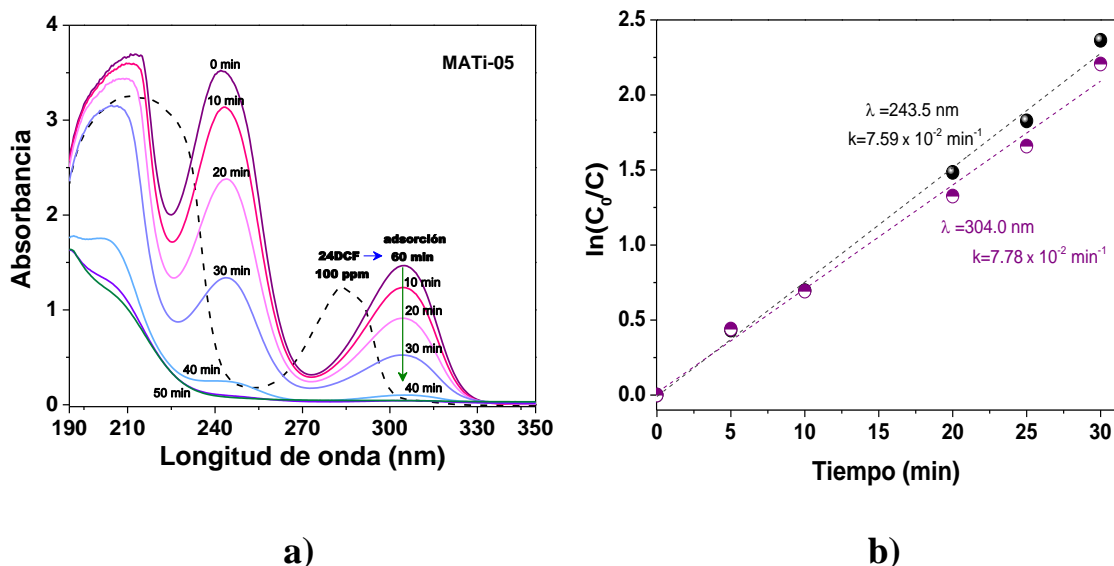 4
3
2
1
0
Absorbancia
MATi-05
0 min
10 min
20 min
30 min
40 min
50 min
24DCF
100 ppm
adsorción
60 min
10 min
20 min
30 min
40 min
190 210 240 270 300 330 350
Longitud de onda (nm)
a)
2.5
2.0
1.5
1.0
0.5
0.0
ln(C₀/C)
λ =243.5 nm
k=7.59 x 10⁻² min⁻¹
λ =304.0 nm
k=7.78 x 10⁻² min⁻¹
0 5 10 15 20 25 30
Tiempo (min)
b)